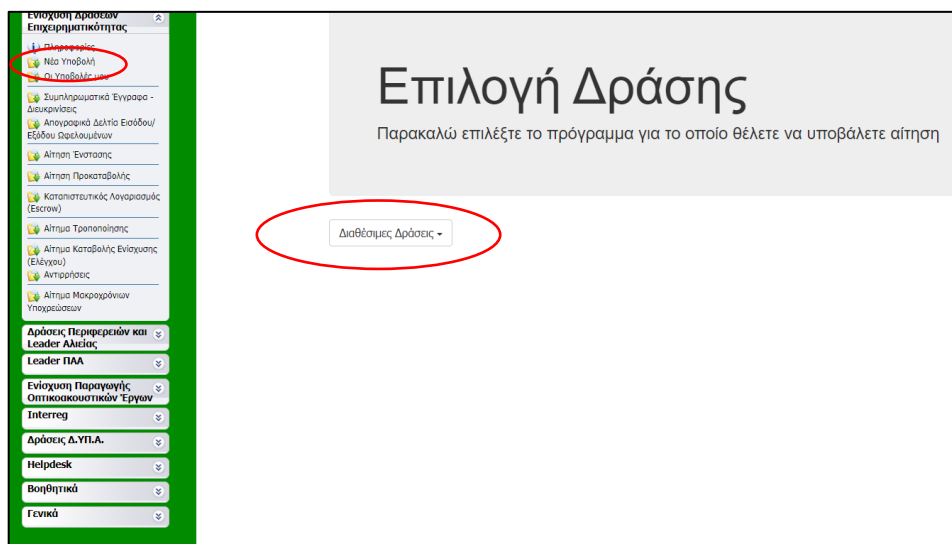 Ενίσχυση Δράσεων
Επιχειρηματικότητας
Πληροφορίες
Νέα Υποβολή
Οι Υποβολές μου
Συμπληρωματικά Έγγραφα -
Διευκρινίσεις
Απογραφικά Δελτίο Εισόδου/
Εξόδου Ωφελουμένων
Αίτηση Ένστασης
Αίτηση Προκαταβολής
Καταπιστευτικός Λογαριασμός
(Escrow)
Αίτημα Τροποποίησης
Αίτημα Καταβολής Ενίσχυσης
(Ελέγχου)
Αντιρρήσεις
Αίτημα Μακροχρόνιων
Υποχρεώσεων
Δράσεις Περιφερειών και
Leader Αλιείας
Leader ΠΑΑ
Ενίσχυση Παραγωγής
Οπτικοακουστικών Έργων
Interreg
Δράσεις Δ.ΥΠ.Α.
Helpdesk
Βοηθητικά
Γενικά
Επιλογή Δράσης
Παρακαλώ επιλέξτε το πρόγραμμα για το οποίο θέλετε να υποβάλετε αίτηση
Διαθέσιμες Δράσεις